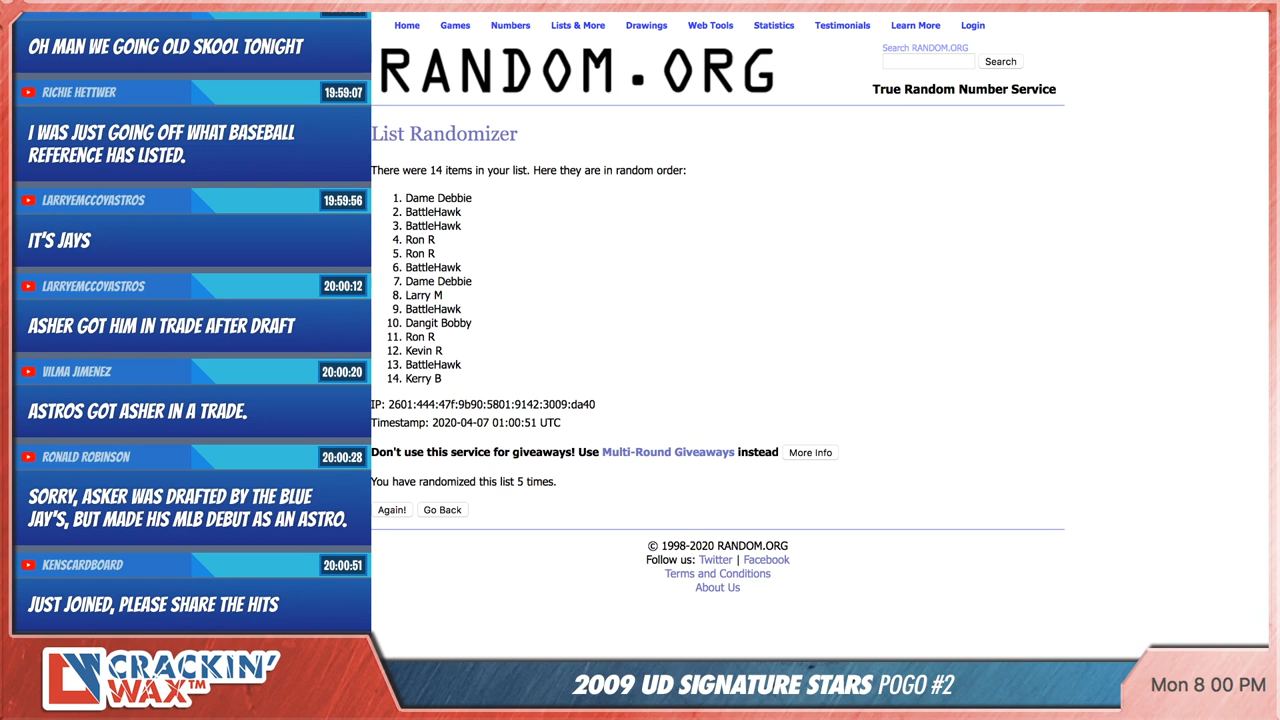 OH MAN WE GOING OLD SKOOL TONIGHT
RICHIE HETTWER 19:59:07
I WAS JUST GOING OFF WHAT BASEBALL
REFERENCE HAS LISTED.
LARRYEMCCOYASTROS 19:59:56
IT'S JAYS
LARRYEMCCOYASTROS 20:00:12
ASHER GOT HIM IN TRADE AFTER DRAFT
VILMA JIMENEZ 20:00:20
ASTROS GOT ASHER IN A TRADE.
RONALD ROBINSON 20:00:28
SORRY, ASKER WAS DRAFTED BY THE BLUE
JAY'S, BUT MADE HIS MLB DEBUT AS AN ASTRO.
KENSCARDBOARD 20:00:51
JUST JOINED, PLEASE SHARE THE HITS
Home Games Numbers Lists & More Drawings Web Tools Statistics Testimonials Learn More Login
RANDOM.ORG
Search RANDOM.ORG
Search
True Random Number Service
List Randomizer
There were 14 items in your list. Here they are in random order:
1. Dame Debbie
2. BattleHawk
3. BattleHawk
4. Ron R
5. Ron R
6. BattleHawk
7. Dame Debbie
8. Larry M
9. BattleHawk
10. Dangit Bobby
11. Ron R
12. Kevin R
13. BattleHawk
14. Kerry B
IP: 2601:444:47f:9b90:5801:9142:3009:da40
Timestamp: 2020-04-07 01:00:51 UTC
Don't use this service for giveaways! Use Multi-Round Giveaways instead More Info
You have randomized this list 5 times.
Again! Go Back
© 1998-2020 RANDOM.ORG
Follow us: Twitter | Facebook
Terms and Conditions
About Us
CRACKIN'
WAX™
2009 UD SIGNATURE STARS POGO #2
Mon 8 00 PM